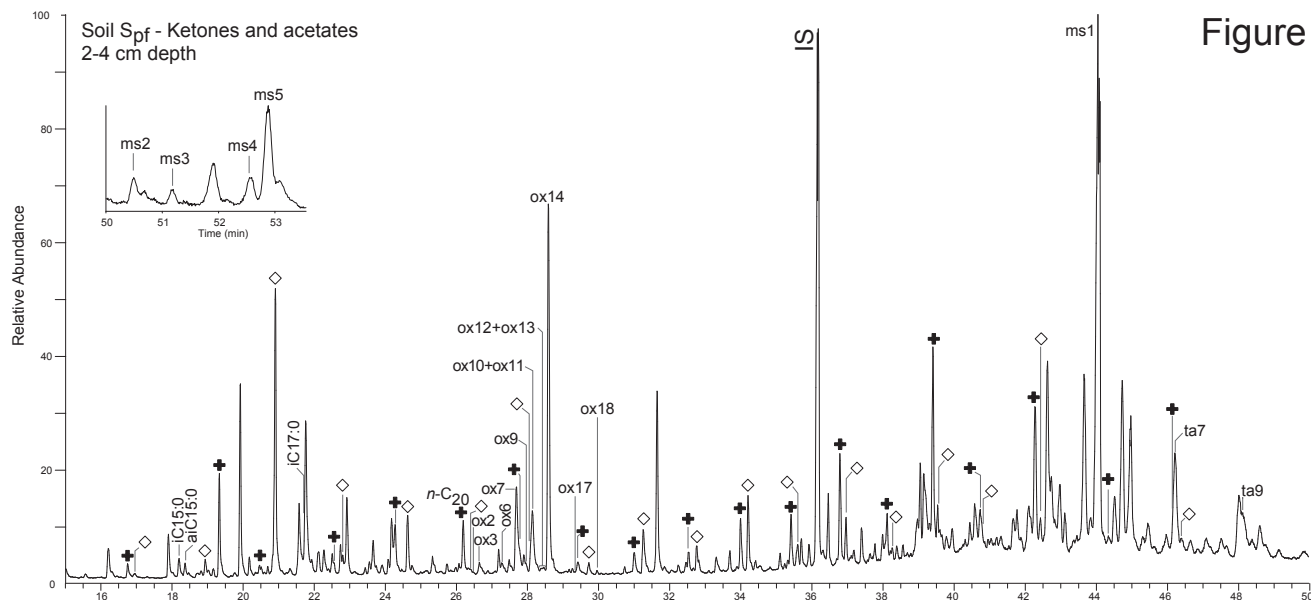 Figure
Soil Spf - Ketones and acetates
2-4 cm depth
ms5
ms2
ms3
ms4
50
51
52
53
Time (min)
IS
ms1
ox14
ox12+ox13
ox10+ox11
ox18
ox9
ox7
ox17
n-C20
ox2
ox3
ox6
iC15:0
aiC15:0
iC17:0
ta7
ta9
Relative Abundance
100
80
60
40
20
0
16
18
20
22
24
26
28
30
32
34
36
38
40
42
44
46
48
50